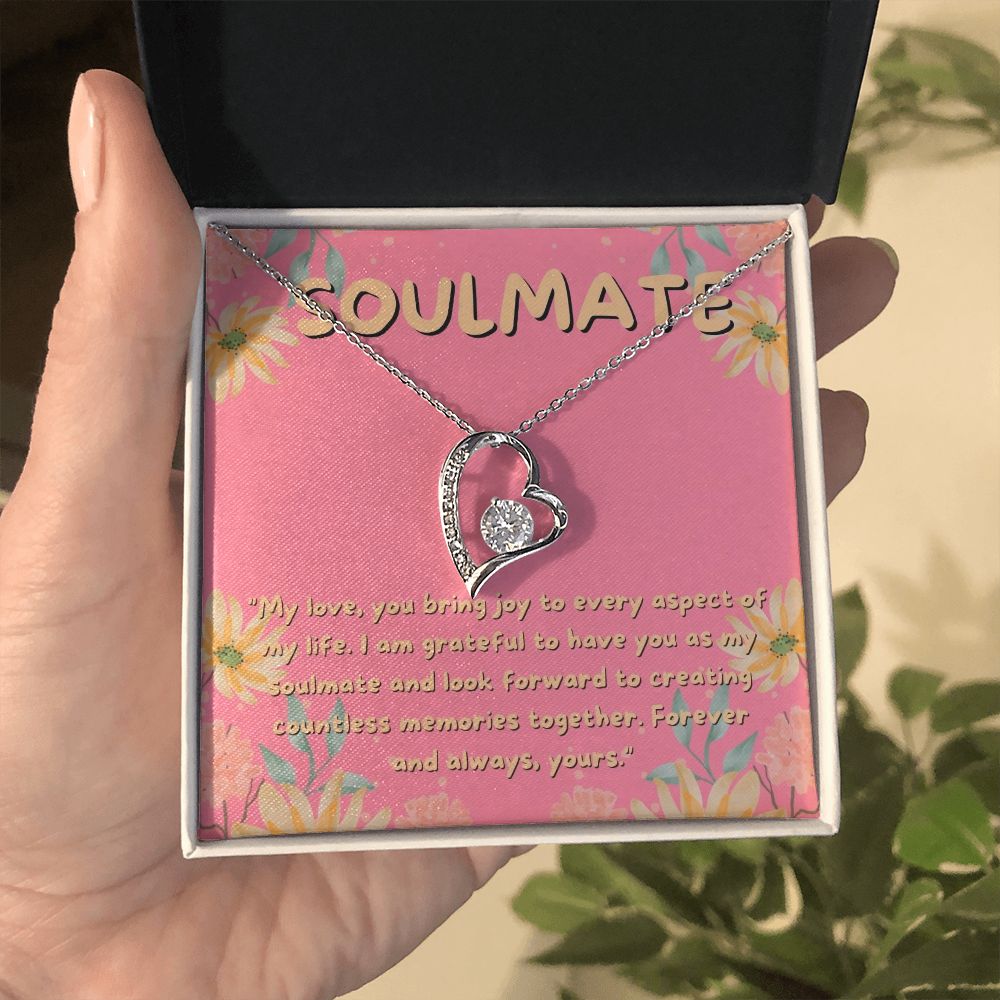 SOULMATE
"My love, you bring joy to every aspect of
my life. I am grateful to have you as my
soulmate and look forward to creating
countless memories together. Forever
and always, yours."